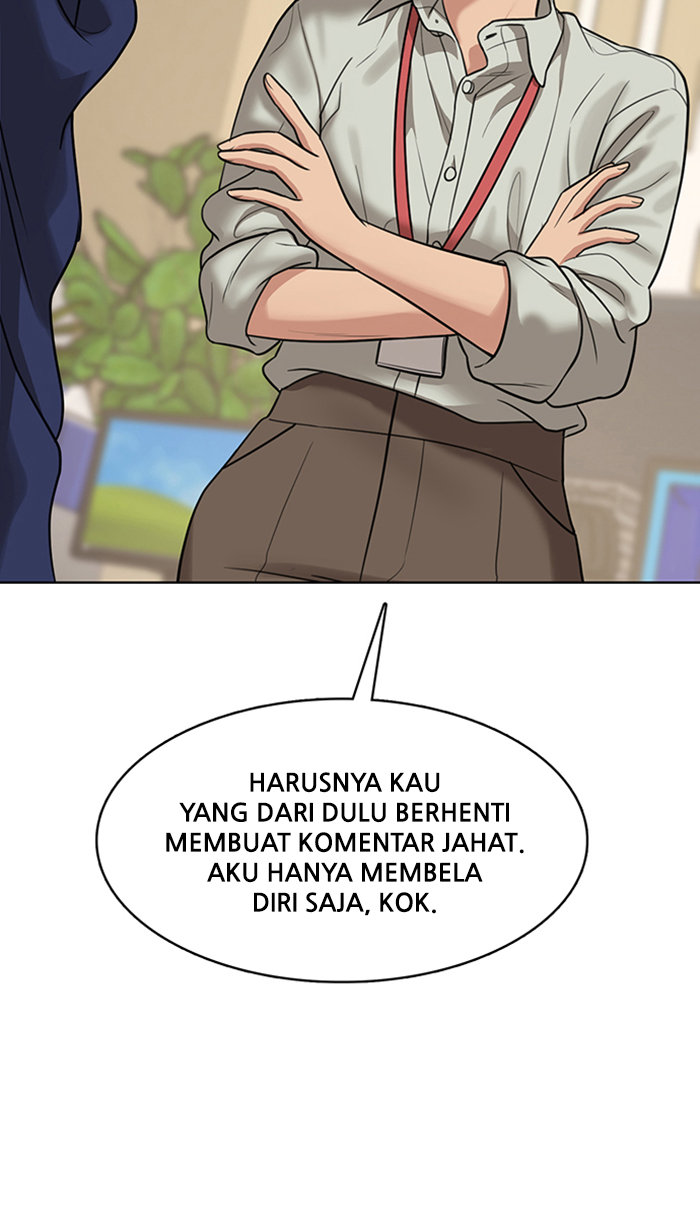 HARUSNYA KAU
YANG DARI DULU BERHENTI
MEMBUAT KOMENTAR JAHAT.
AKU HANYA MEMBELA
DIRI SAJA, KOK.